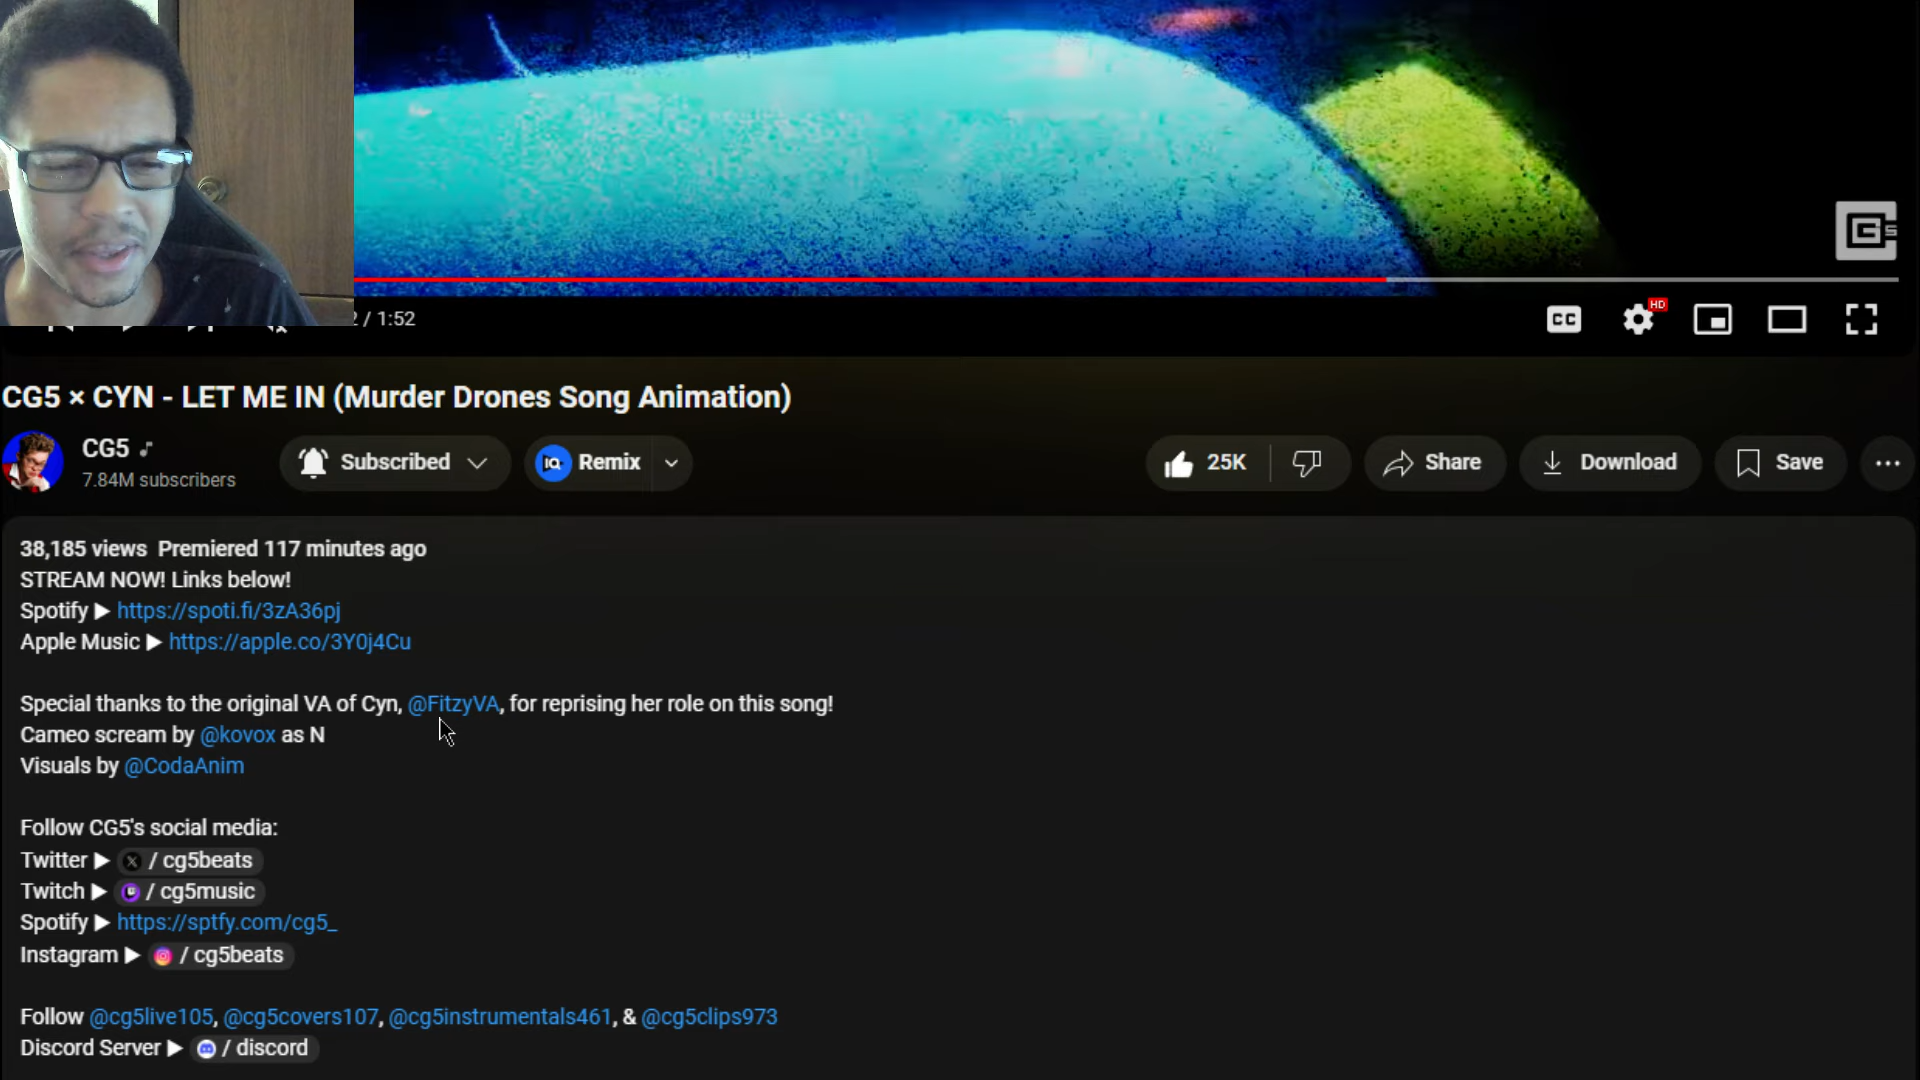 / 1:52
CC
HD
CG5 × CYN - LET ME IN (Murder Drones Song Animation)
CG5
7.84M subscribers
Subscribed
IQ
Remix
25K
Share
Download
Save
38,185 views Premiered 117 minutes ago
STREAM NOW! Links below!
Spotify ▶ https://spoti.fi/3zA36pj
Apple Music ▶ https://apple.co/3Y0j4Cu
Special thanks to the original VA of Cyn, @FitzyVA, for reprising her role on this song!
Cameo scream by @kovox as N
Visuals by @CodaAnim
Follow CG5's social media:
Twitter ▶ X / cg5beats
Twitch ▶ / cg5music
Spotify ▶ https://sptfy.com/cg5_
Instagram ▶ / cg5beats
Follow @cg5live105, @cg5covers107, @cg5instrumentals461, & @cg5clips973
Discord Server ▶ / discord